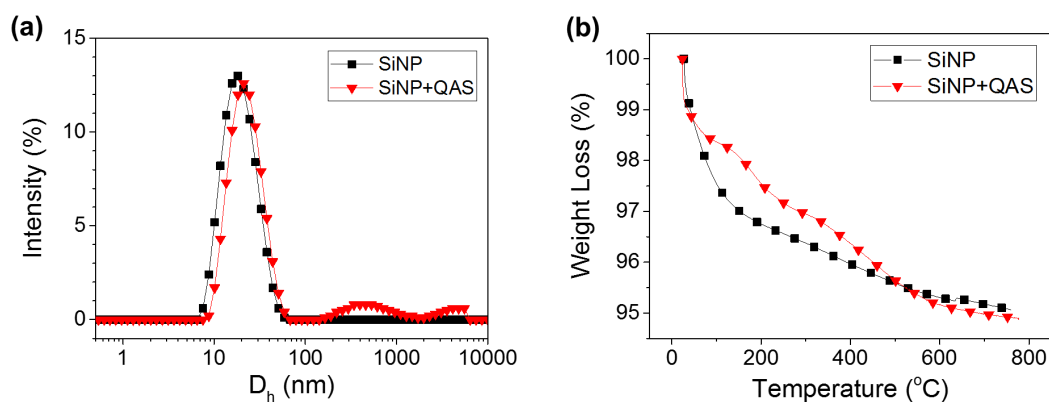 (a)
15
10
5
0
Intensity (%)
SiNP
SiNP+QAS
1
10
100
1000
10000
D_h (nm)
(b)
100
99
98
97
96
95
Weight Loss (%)
SiNP
SiNP+QAS
0
200
400
600
800
Temperature (°C)